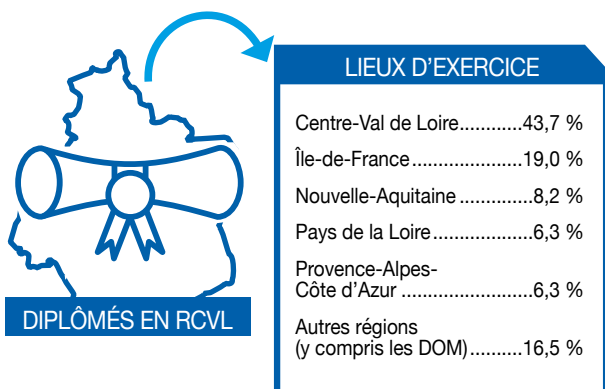 LIEUX D'EXERCICE
Centre-Val de Loire............43,7 %
Île-de-France.................19,0 %
Nouvelle-Aquitaine..............8,2 %
Pays de la Loire................6,3 %
Provence-Alpes-
Côte d'Azur ....................6,3 %
Autres régions
(y compris les DOM)..........16,5 %
DIPLÔMÉS EN RCVL